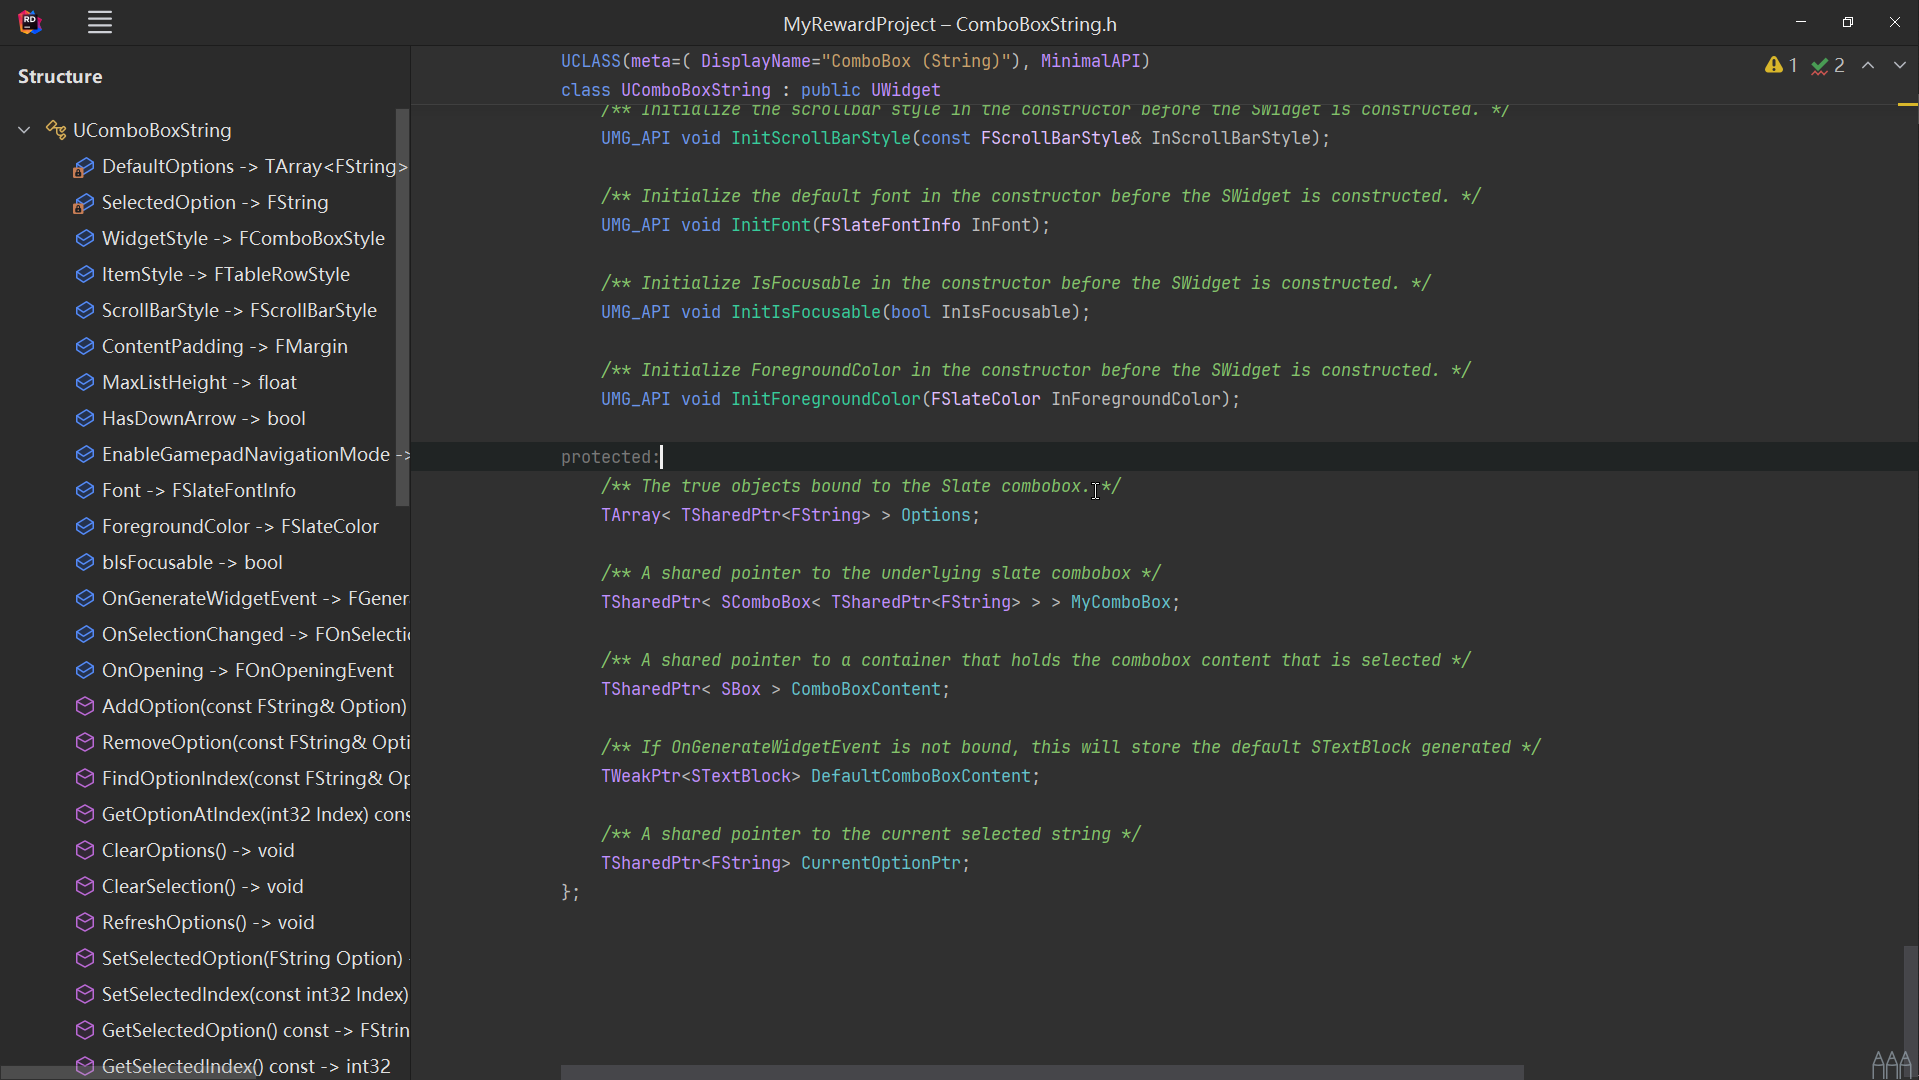 RD
MyRewardProject – ComboBoxString.h
Structure
UComboBoxString
DefaultOptions -> TArray<FString>
SelectedOption -> FString
WidgetStyle -> FComboBoxStyle
ItemStyle -> FTableRowStyle
ScrollBarStyle -> FScrollBarStyle
ContentPadding -> FMargin
MaxListHeight -> float
HasDownArrow -> bool
EnableGamepadNavigationMode ->
Font -> FSlateFontInfo
ForegroundColor -> FSlateColor
bIsFocusable -> bool
OnGenerateWidgetEvent -> FGener
OnSelectionChanged -> FOnSelectic
OnOpening -> FOnOpeningEvent
AddOption(const FString& Option)
RemoveOption(const FString& Opti
FindOptionIndex(const FString& Op
GetOptionAtIndex(int32 Index) cons
ClearOptions() -> void
ClearSelection() -> void
RefreshOptions() -> void
SetSelectedOption(FString Option) -
SetSelectedIndex(const int32 Index)
GetSelectedOption() const -> FStrin
GetSelectedIndex() const -> int32
UCLASS(meta=( DisplayName="ComboBox (String)"), MinimalAPI)
class UComboBoxString : public UWidget
1 2
/** Initialize the scrollbar style in the constructor before the SWidget is constructed. */
UMG_API void InitScrollBarStyle(const FScrollBarStyle& InScrollBarStyle);
/** Initialize the default font in the constructor before the SWidget is constructed. */
UMG_API void InitFont(FSlateFontInfo InFont);
/** Initialize IsFocusable in the constructor before the SWidget is constructed. */
UMG_API void InitIsFocusable(bool InIsFocusable);
/** Initialize ForegroundColor in the constructor before the SWidget is constructed. */
UMG_API void InitForegroundColor(FSlateColor InForegroundColor);
protected:
/** The true objects bound to the Slate combobox. */
TArray< TSharedPtr<FString> > Options;
/** A shared pointer to the underlying slate combobox */
TSharedPtr< SComboBox< TSharedPtr<FString> > > MyComboBox;
/** A shared pointer to a container that holds the combobox content that is selected */
TSharedPtr< SBox > ComboBoxContent;
/** If OnGenerateWidgetEvent is not bound, this will store the default STextBlock generated */
TWeakPtr<STextBlock> DefaultComboBoxContent;
/** A shared pointer to the current selected string */
TSharedPtr<FString> CurrentOptionPtr;
};